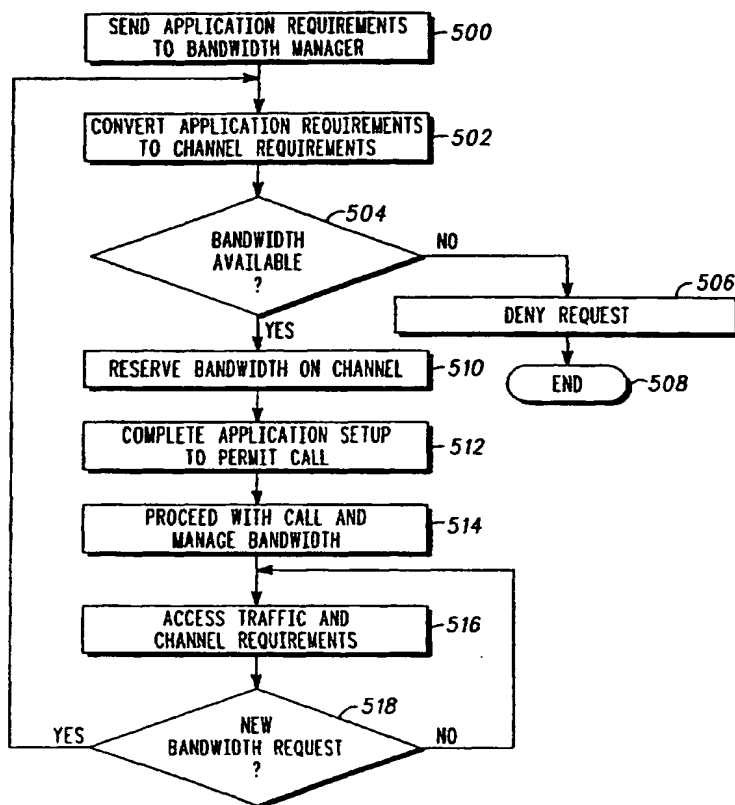 SEND APPLICATION REQUIREMENTS
TO BANDWIDTH MANAGER
500
CONVERT APPLICATION REQUIREMENTS
TO CHANNEL REQUIREMENTS
502
504
BANDWIDTH
AVAILABLE
?
NO
YES
506
DENY REQUEST
END
508
RESERVE BANDWIDTH ON CHANNEL
510
COMPLETE APPLICATION SETUP
TO PERMIT CALL
512
PROCEED WITH CALL AND
MANAGE BANDWIDTH
514
ACCESS TRAFFIC AND
CHANNEL REQUIREMENTS
516
518
NEW
BANDWIDTH REQUEST
?
YES
NO